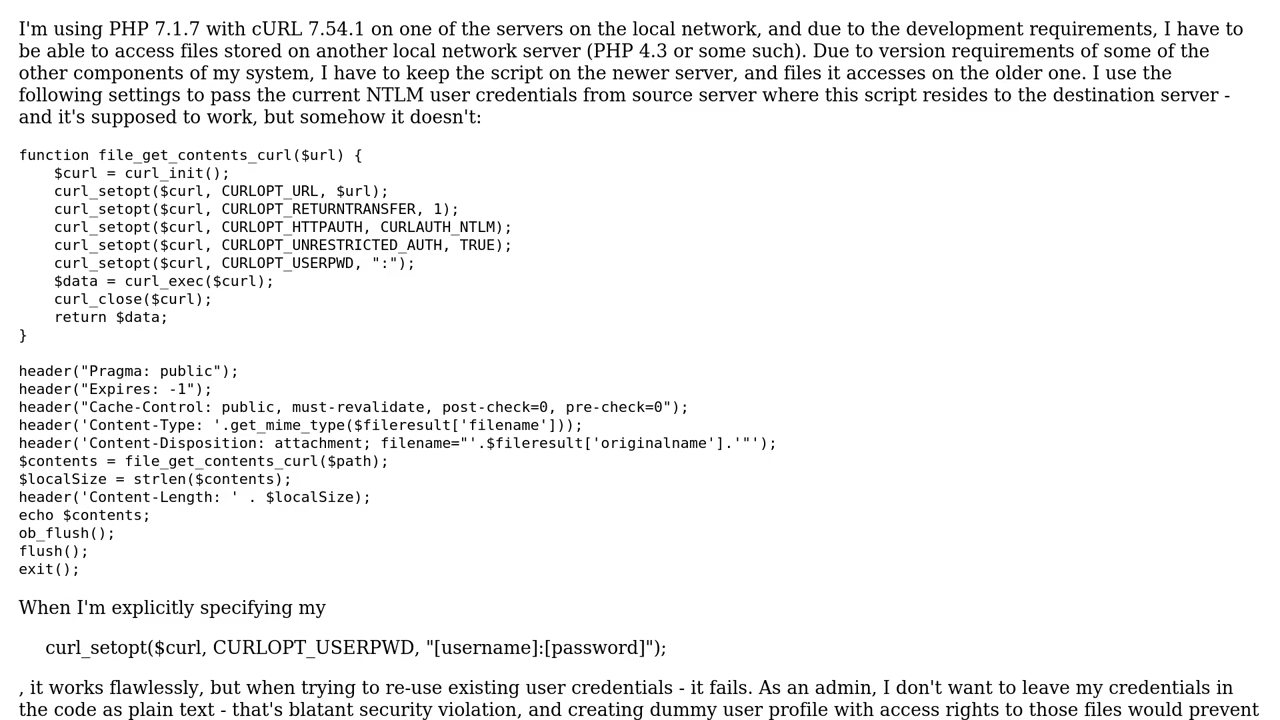 I'm using PHP 7.1.7 with cURL 7.54.1 on one of the servers on the local network, and due to the development requirements, I have to
be able to access files stored on another local network server (PHP 4.3 or some such). Due to version requirements of some of the
other components of my system, I have to keep the script on the newer server, and files it accesses on the older one. I use the
following settings to pass the current NTLM user credentials from source server where this script resides to the destination server -
and it's supposed to work, but somehow it doesn't:
function file_get_contents_curl($url) {
    $curl = curl_init();
    curl_setopt($curl, CURLOPT_URL, $url);
    curl_setopt($curl, CURLOPT_RETURNTRANSFER, 1);
    curl_setopt($curl, CURLOPT_HTTPAUTH, CURLAUTH_NTLM);
    curl_setopt($curl, CURLOPT_UNRESTRICTED_AUTH, TRUE);
    curl_setopt($curl, CURLOPT_USERPWD, ":");
    $data = curl_exec($curl);
    curl_close($curl);
    return $data;
}
header("Pragma: public");
header("Expires: -1");
header("Cache-Control: public, must-revalidate, post-check=0, pre-check=0");
header('Content-Type: '.get_mime_type($fileresult['filename']));
header('Content-Disposition: attachment; filename="'.$fileresult['originalname'].'"');
$contents = file_get_contents_curl($path);
$localSize = strlen($contents);
header('Content-Length: ' . $localSize);
echo $contents;
ob_flush();
flush();
exit();
When I'm explicitly specifying my
curl_setopt($curl, CURLOPT_USERPWD, "[username]:[password]");
, it works flawlessly, but when trying to re-use existing user credentials - it fails. As an admin, I don't want to leave my credentials in
the code as plain text - that's blatant security violation, and creating dummy user profile with access rights to those files would prevent